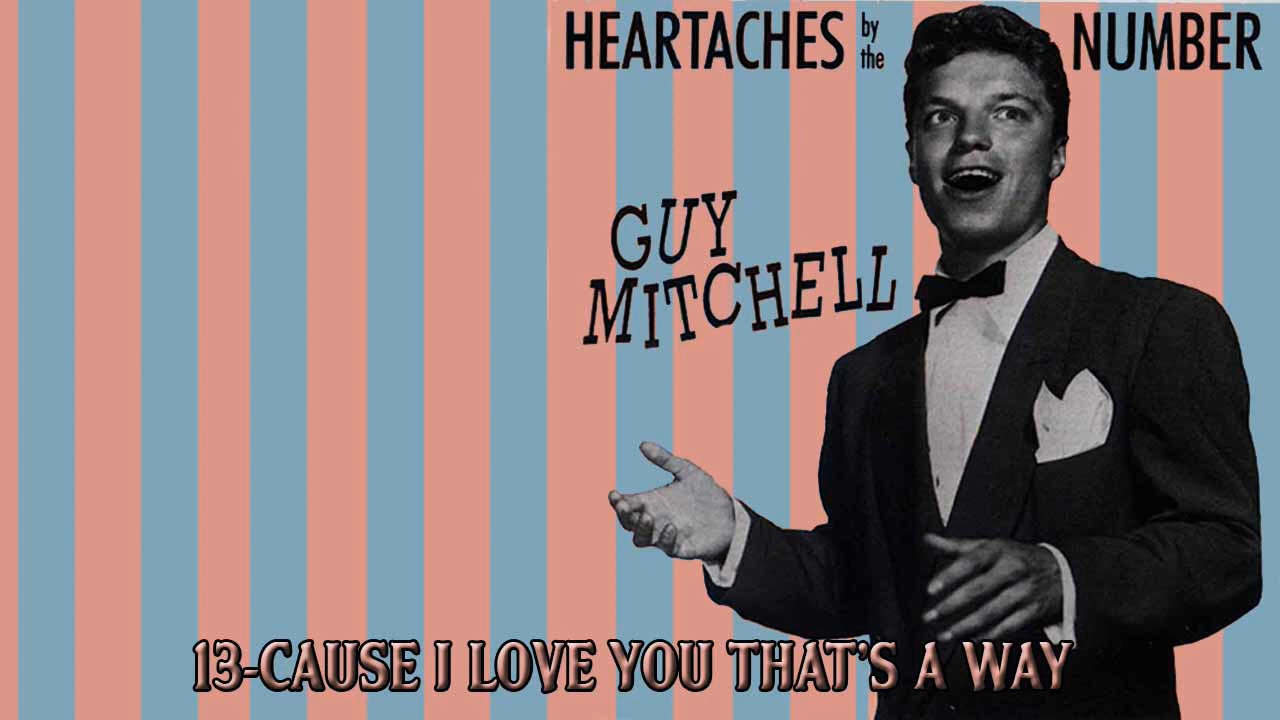 HEARTACHES by the NUMBER
GUY
MITCHELL
13-CAUSE I LOVE YOU THAT'S A WAY